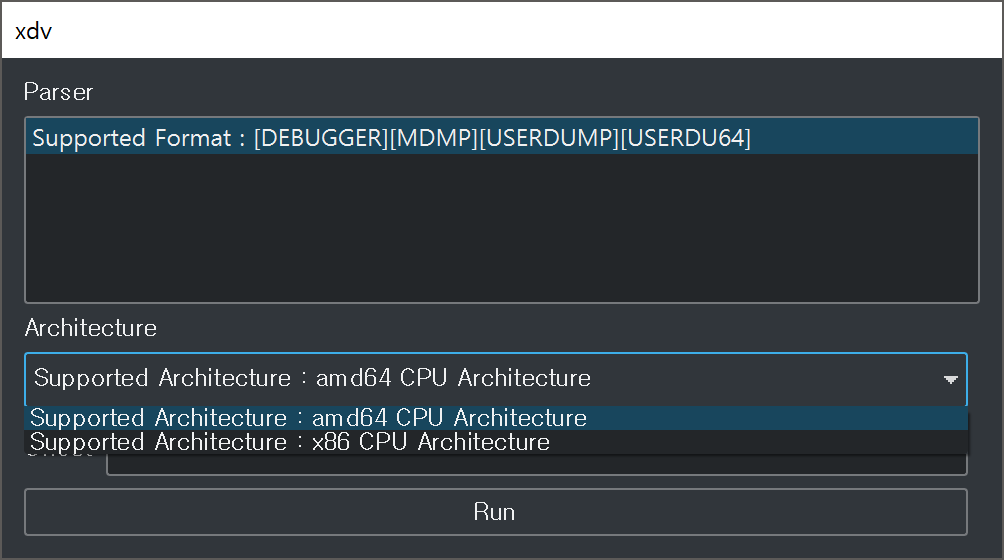 xdv
Parser
Supported Format : [DEBUGGER][MDMP][USERDUMP][USERDU64]
Architecture
Supported Architecture : amd64 CPU Architecture
Supported Architecture : amd64 CPU Architecture
Supported Architecture : x86 CPU Architecture
Run